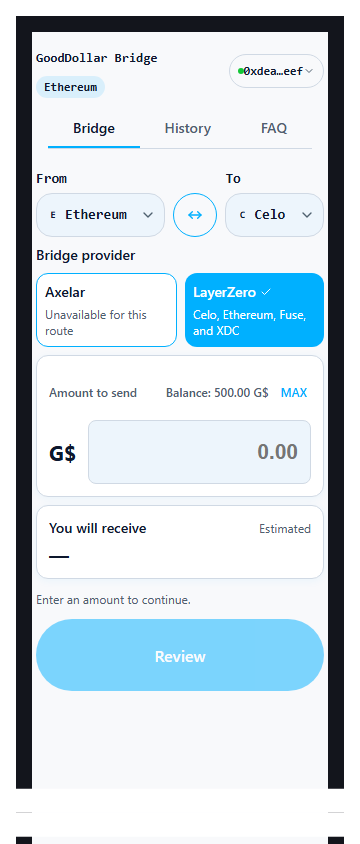 GoodDollar Bridge
0xdea…eef
Ethereum
Bridge
History
FAQ
From
To
E Ethereum
C Celo
Bridge provider
Axelar
Unavailable for this
route
LayerZero ✓
Celo, Ethereum, Fuse,
and XDC
Amount to send
Balance: 500.00 G$
MAX
G$
0.00
You will receive
Estimated
—
Enter an amount to continue.
Review